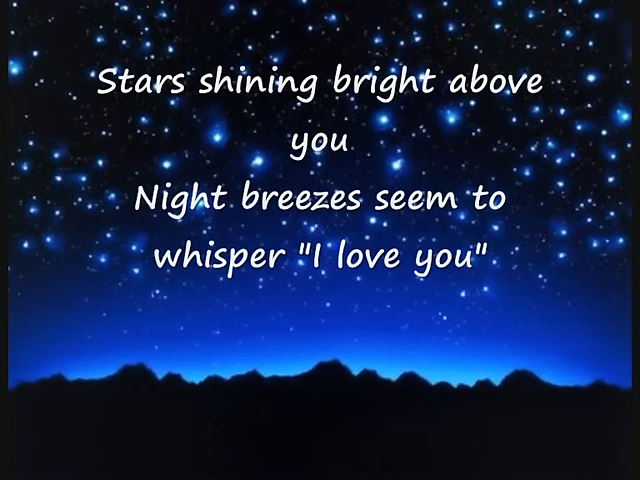 Stars shining bright above
you
Night breezes seem to
whisper "I love you"